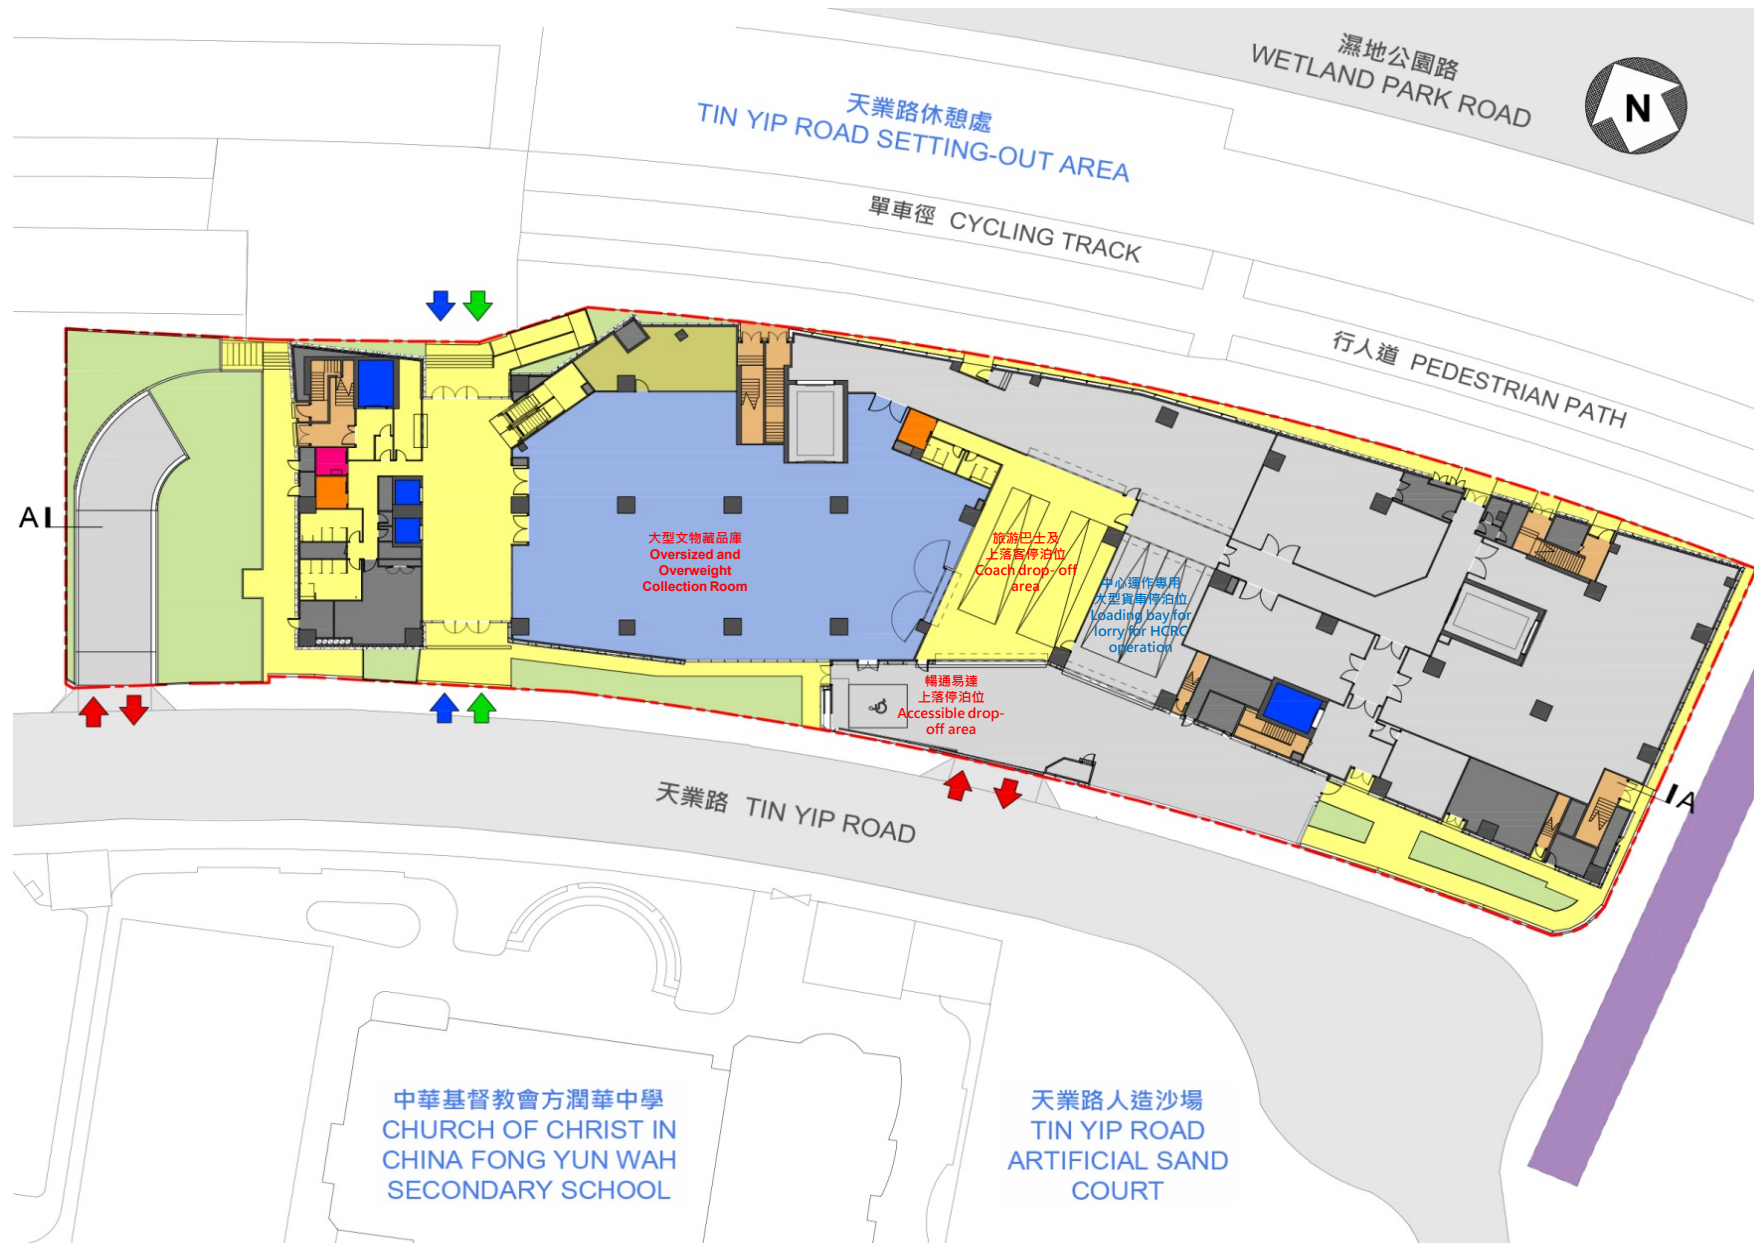 濕地公園路
WETLAND PARK ROAD
N
天業路休憩處
TIN YIP ROAD SETTING-OUT AREA
單車徑 CYCLING TRACK
行人道 PEDESTRIAN PATH
A
大型文物藏品庫
Oversized and
Overweight
Collection Room
旅游巴士及
上落客停泊位
Coach drop- off
area
中心運作專用
大型貨車停泊位
Loading bay for
lorry for HCRC
operation
暢通易達
上落停泊位
Accessible drop-
off area
A
天業路 TIN YIP ROAD
中華基督教會方潤華中學
CHURCH OF CHRIST IN
CHINA FONG YUN WAH
SECONDARY SCHOOL
天業路人造沙場
TIN YIP ROAD
ARTIFICIAL SAND
COURT